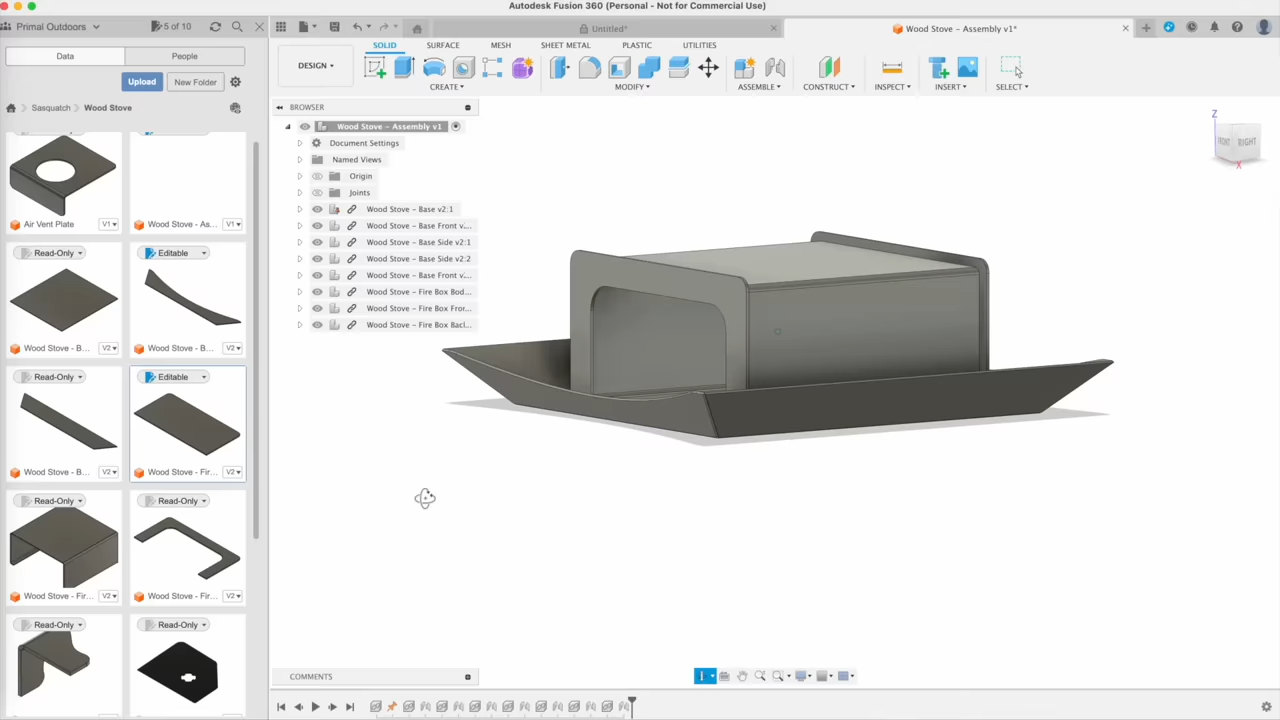 Autodesk Fusion 360 (Personal - Not for Commercial Use)
Primal Outdoors
5 of 10
Untitled*
Wood Stove - Assembly v1*
Data
People
Upload
New Folder
Sasquatch
Wood Stove
DESIGN
SOLID
SURFACE
MESH
SHEET METAL
PLASTIC
UTILITIES
CREATE
MODIFY
ASSEMBLE
CONSTRUCT
INSPECT
INSERT
SELECT
BROWSER
Wood Stove - Assembly v1
Document Settings
Named Views
Origin
Joints
Wood Stove - Base v2:1
Wood Stove - Base Front v...
Wood Stove - Base Side v2:1
Wood Stove - Base Side v2:2
Wood Stove - Base Front v...
Wood Stove - Fire Box Bod...
Wood Stove - Fire Box Fron...
Wood Stove - Fire Box Bacl...
Air Vent Plate
V1
Wood Stove - As...
V1
Read-Only
Editable
Wood Stove - B...
V2
Wood Stove - B...
V2
Read-Only
Editable
Wood Stove - B...
V2
Wood Stove - Fir...
V2
Read-Only
Read-Only
Wood Stove - Fir...
V2
Wood Stove - Fir...
V2
Read-Only
Read-Only
Z
FRONT
RIGHT
X
COMMENTS